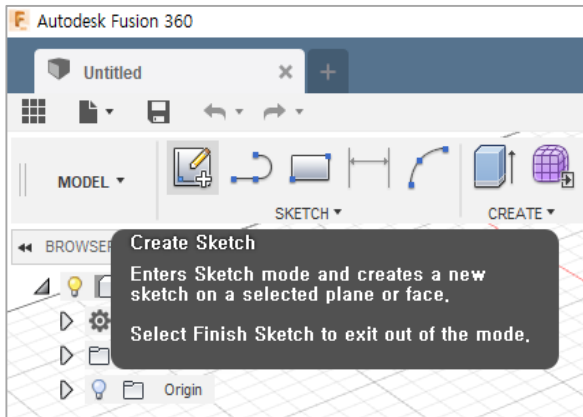 F Autodesk Fusion 360
Untitled
MODEL
SKETCH
CREATE
BROWSER
Create Sketch
Enters Sketch mode and creates a new
sketch on a selected plane or face.
Select Finish Sketch to exit out of the mode.
Origin